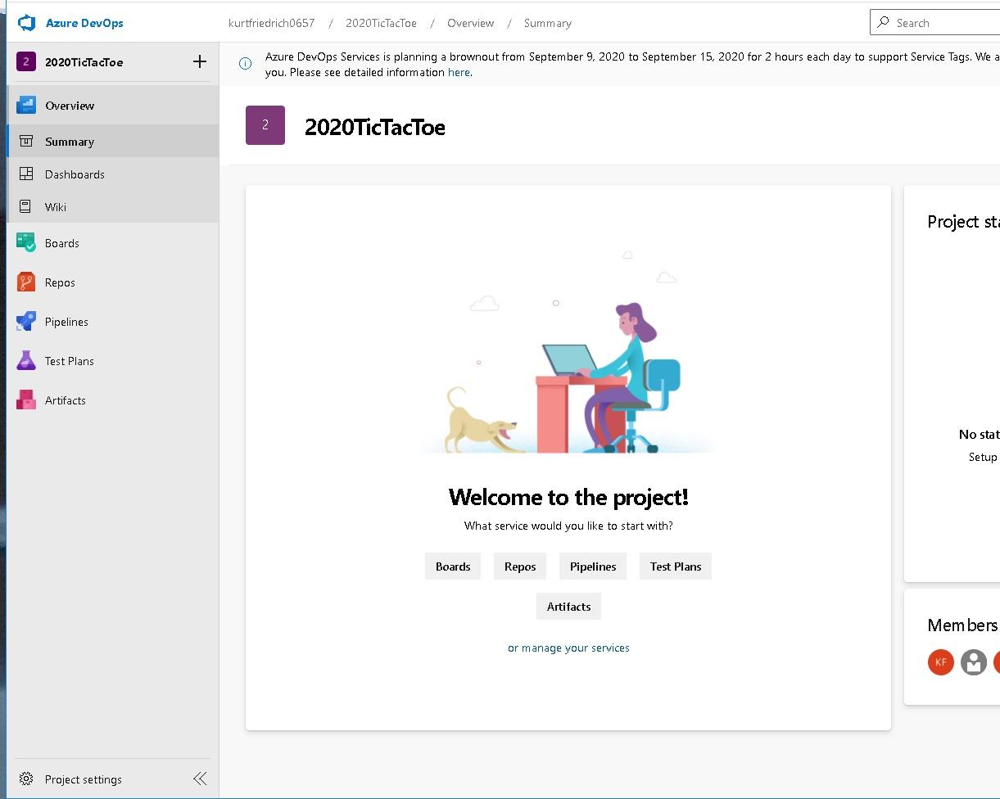 Azure DevOps
kurtfriedrich0657 / 2020TicTacToe / Overview / Summary
Search
2 2020TicTacToe
Azure DevOps Services is planning a brownout from September 9, 2020 to September 15, 2020 for 2 hours each day to support Service Tags. We a
you. Please see detailed information here.
Overview
Summary
Dashboards
Wiki
Boards
Repos
Pipelines
Test Plans
Artifacts
Project settings
2 2020TicTacToe
Welcome to the project!
What service would you like to start with?
Boards Repos Pipelines Test Plans
Artifacts
or manage your services
Project sta
No stat
Setup
Members
KF